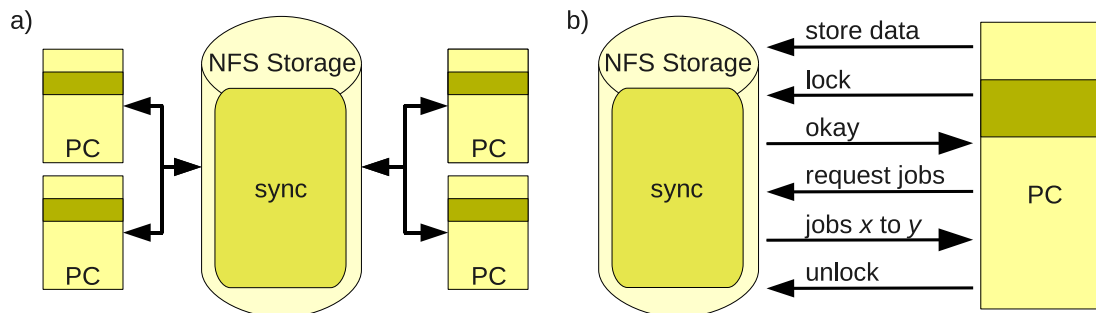 a)
NFS Storage
sync
PC
PC
PC
PC
b)
NFS Storage
sync
store data
lock
okay
request jobs
jobs x to y
unlock
PC